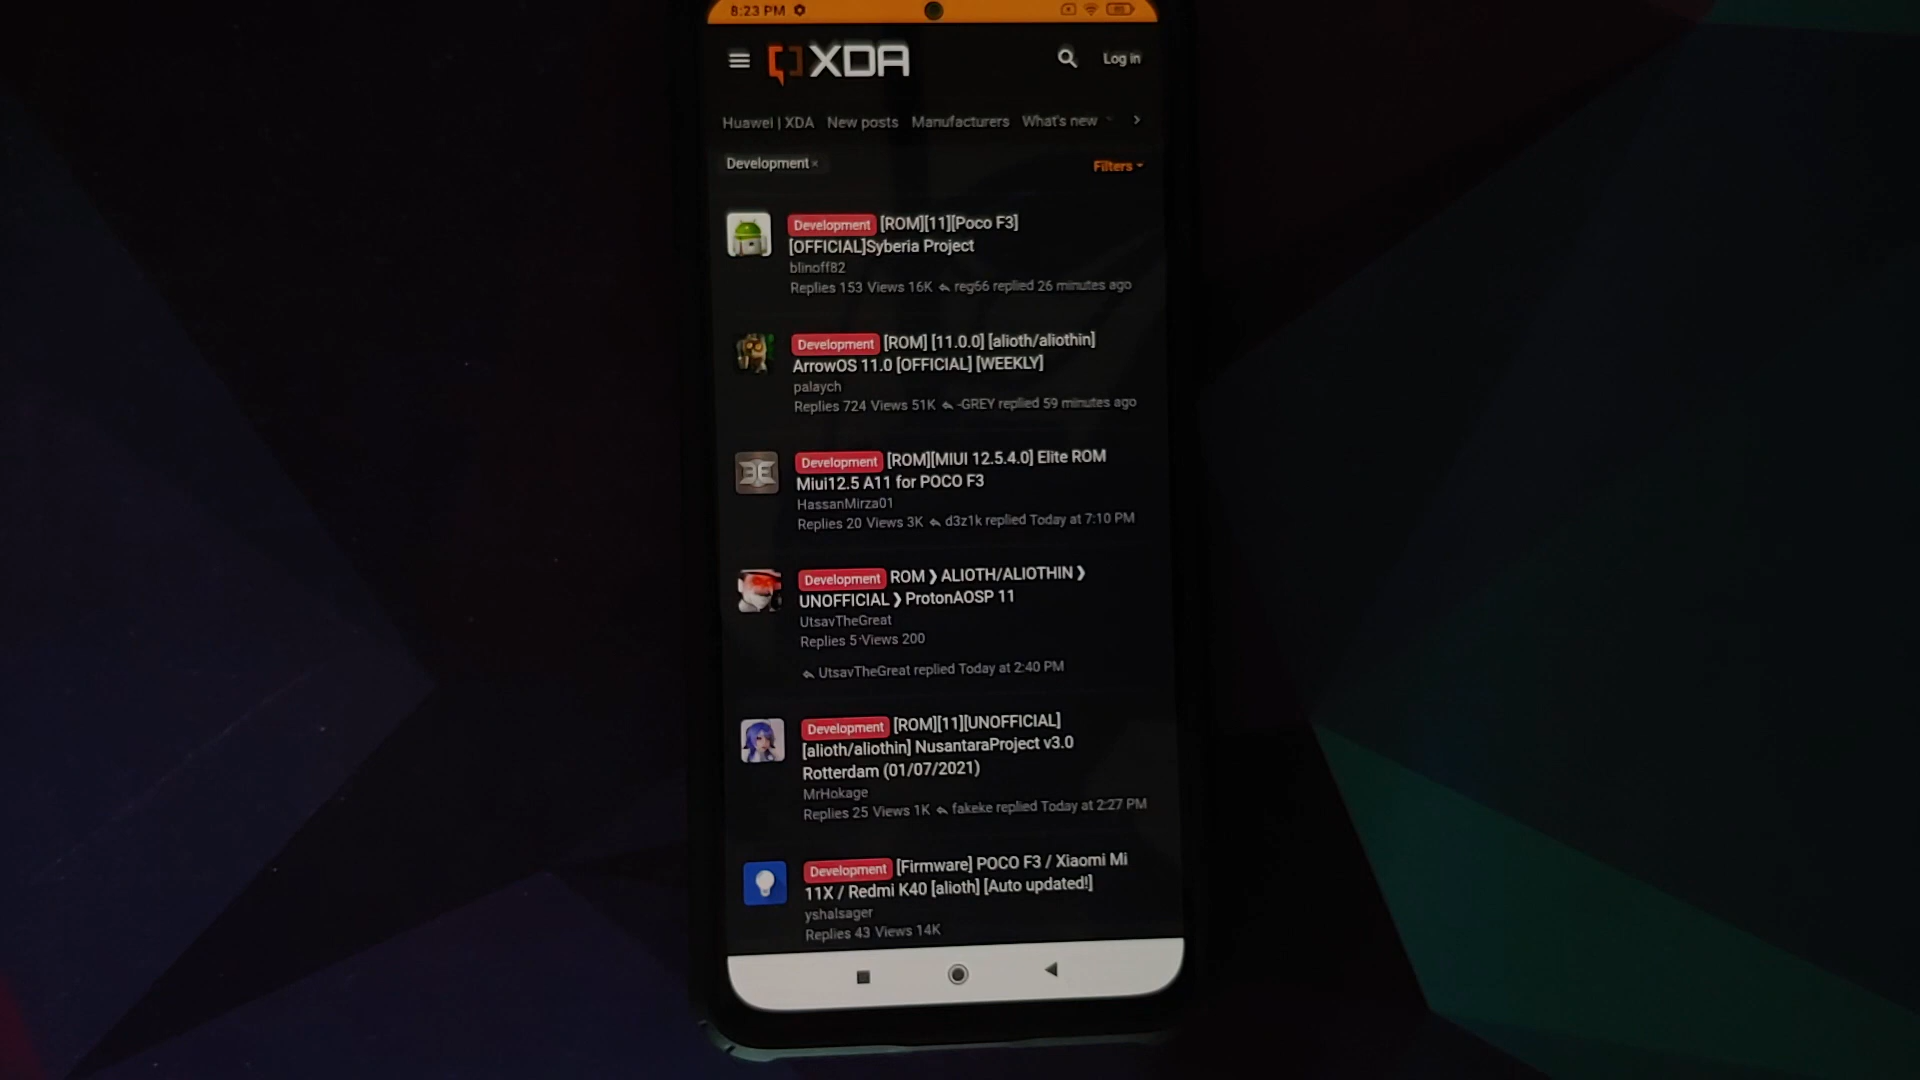 8:23 PM
XDA
Log in
Huawei | XDA New posts Manufacturers What's new
Development ×
Filters
Development [ROM][11][Poco F3]
[OFFICIAL]Syberia Project
blinoff82
Replies 153 Views 16K reg66 replied 26 minutes ago
Development [ROM] [11.0.0] [alioth/aliothin]
ArrowOS 11.0 [OFFICIAL] [WEEKLY]
palaych
Replies 724 Views 51K -GREY replied 59 minutes ago
Development [ROM][MIUI 12.5.4.0] Elite ROM
Miui12.5 A11 for POCO F3
HassanMirza01
Replies 20 Views 3K d3z1k replied Today at 7:10 PM
Development ROM ❯ ALIOTH/ALIOTHIN ❯
UNOFFICIAL ❯ ProtonAOSP 11
UtsavTheGreat
Replies 5 Views 200
UtsavTheGreat replied Today at 2:40 PM
Development [ROM][11][UNOFFICIAL]
[alioth/aliothin] NusantaraProject v3.0
Rotterdam (01/07/2021)
MrHokage
Replies 25 Views 1K fakeke replied Today at 2:27 PM
Development [Firmware] POCO F3 / Xiaomi Mi
11X / Redmi K40 [alioth] [Auto updated!]
yshalsager
Replies 43 Views 14K